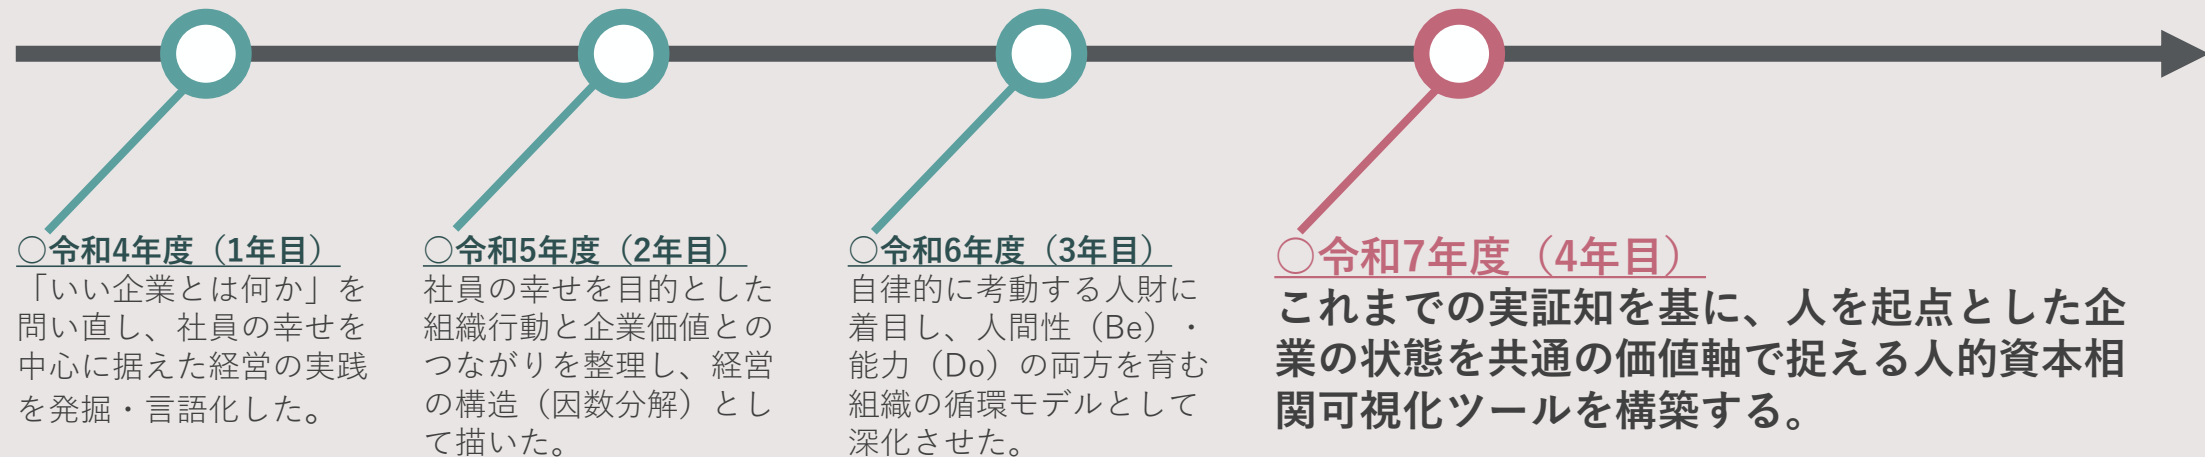 ○令和4年度（1年目）
「いい企業とは何か」を
問い直し、社員の幸せを
中心に据えた経営の実践
を発掘・言語化した。
○令和5年度（2年目）
社員の幸せを目的とした
組織行動と企業価値との
つながりを整理し、経営
の構造（因数分解）とし
て描いた。
○令和6年度（3年目）
自律的に考動する人財に
着目し、人間性（Be）・
能力（Do）の両方を育む
組織の循環モデルとして
深化させた。
○令和7年度（4年目）
これまでの実証知を基に、人を起点とした企
業の状態を共通の価値軸で捉える人的資本相
関可視化ツールを構築する。